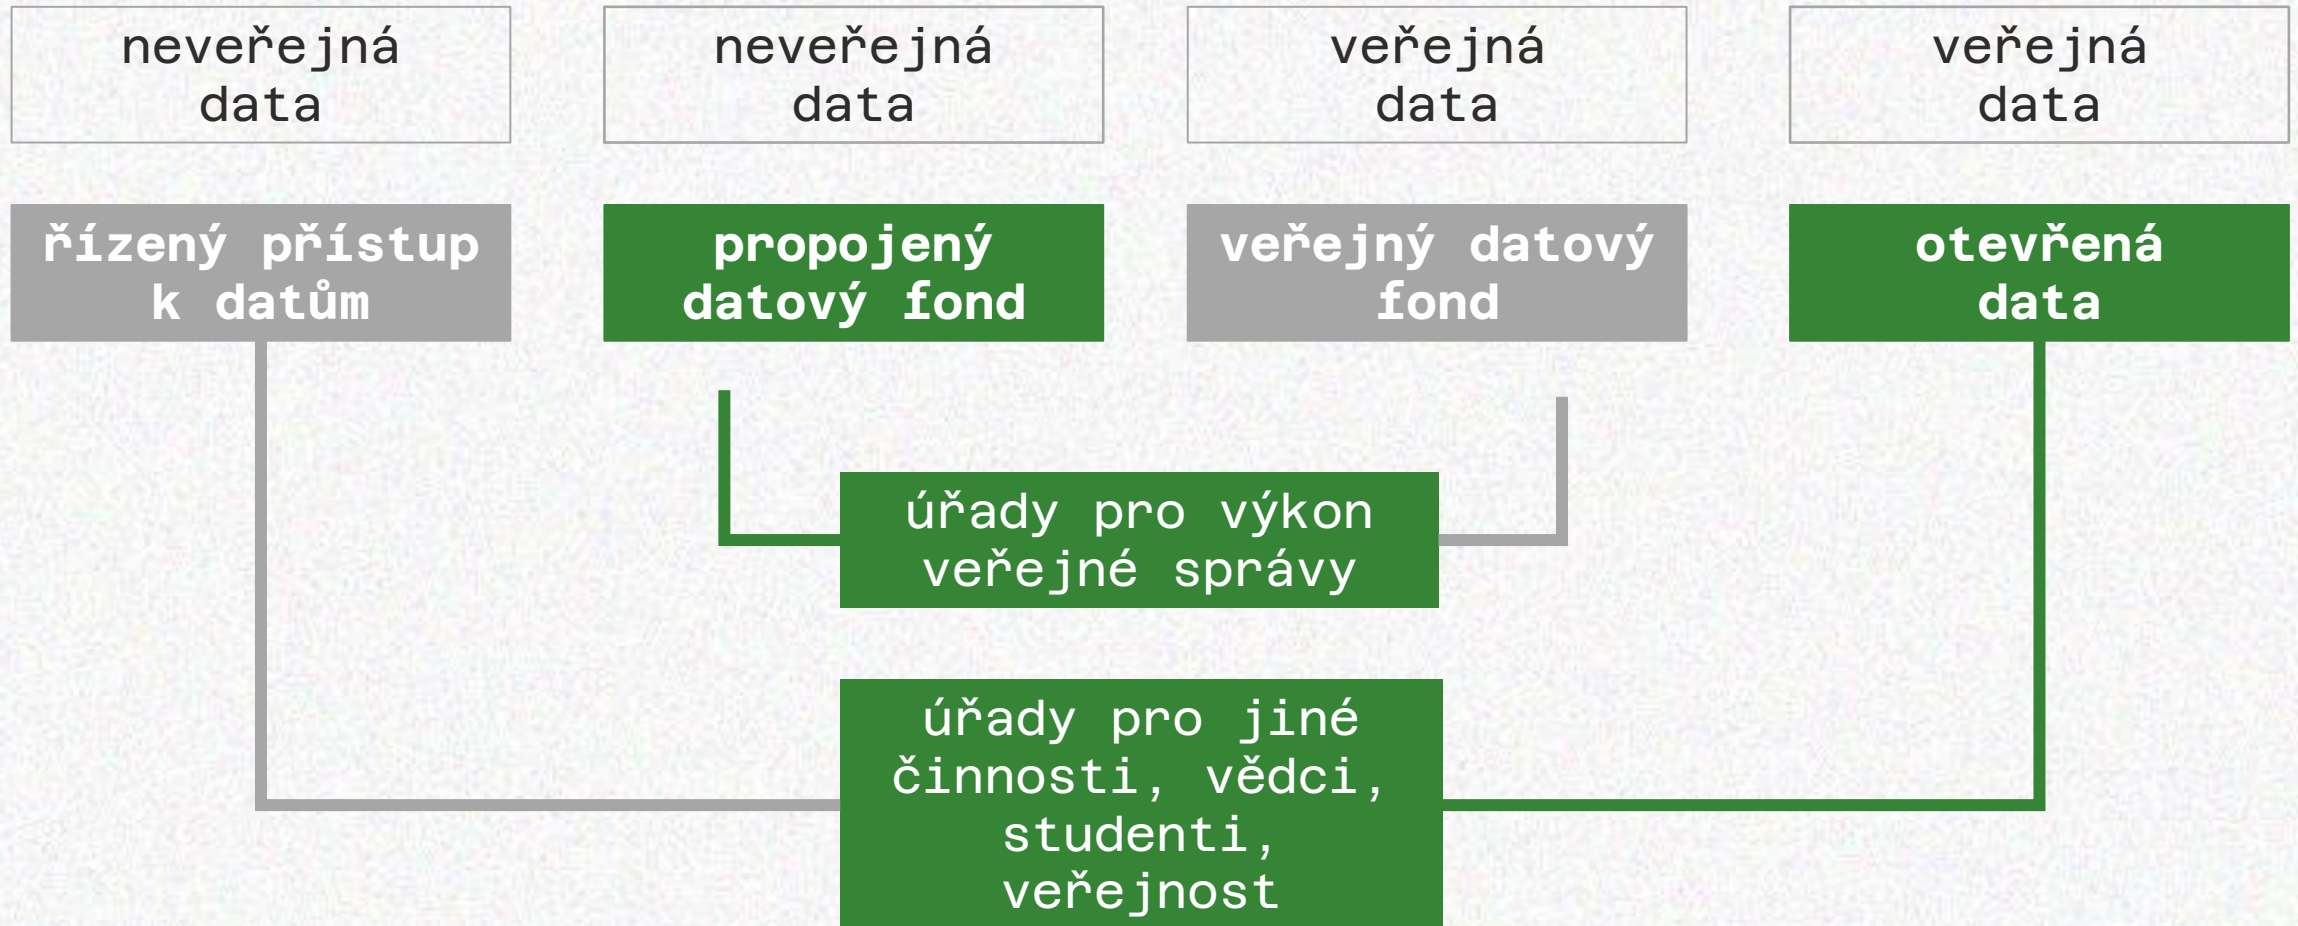 neveřejná
data
neveřejná
data
veřejná
data
veřejná
data
řízený přístup
k datům
propojený
datový fond
veřejný datový
fond
otevřená
data
úřady pro výkon
veřejné správy
úřady pro jiné
činnosti, vědci,
studenti,
veřejnost